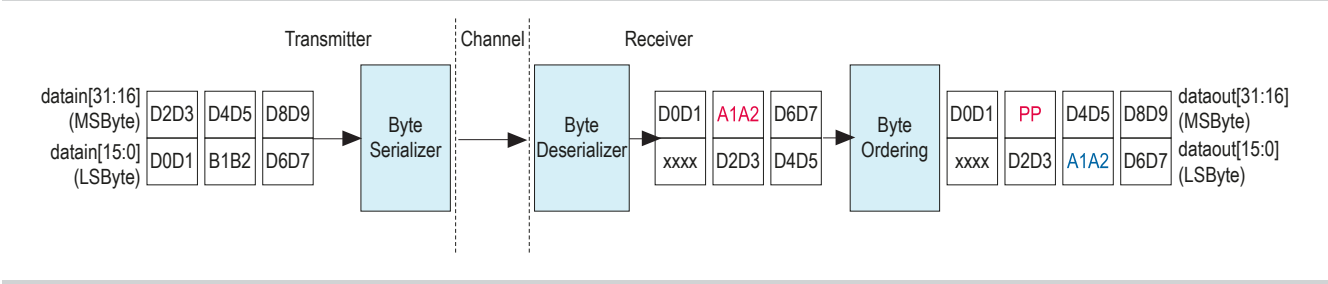 Transmitter Channel Receiver
datain[31:16]
(MSByte)
D2D3 D4D5 D8D9
datain[15:0]
(LSByte)
D0D1 B1B2 D6D7
Byte
Serializer
Byte
Deserializer
D0D1 A1A2 D6D7
xxxx D2D3 D4D5
Byte
Ordering
D0D1 PP D4D5 D8D9
xxxx D2D3 A1A2 D6D7
dataout[31:16]
(MSByte)
dataout[15:0]
(LSByte)